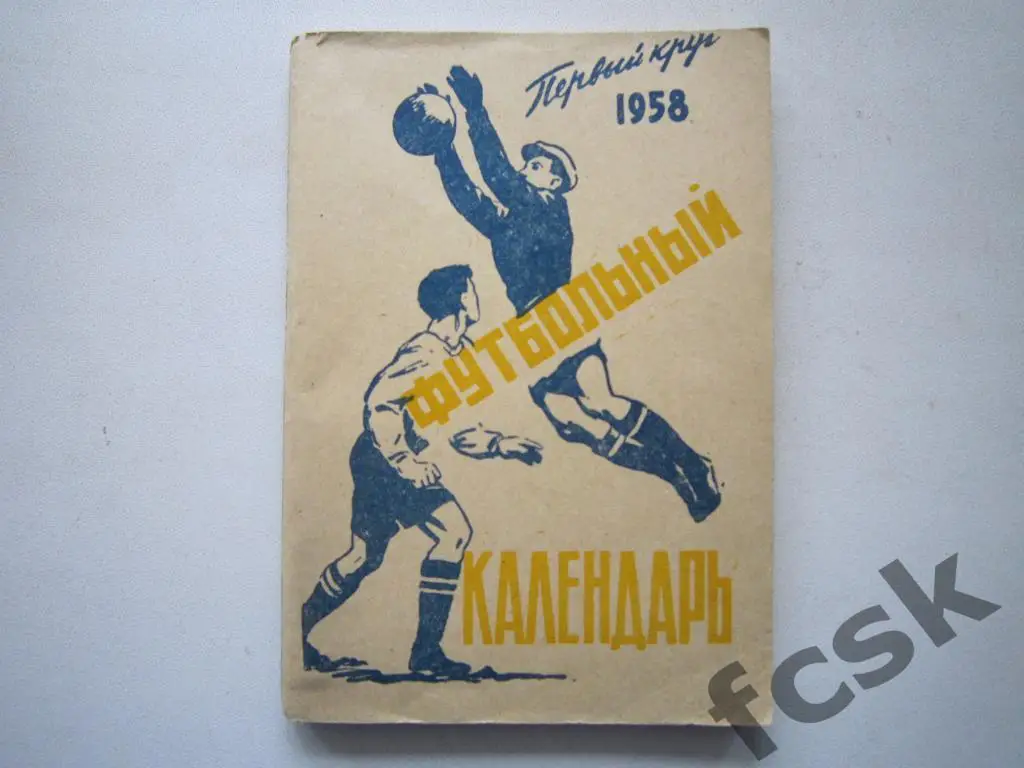 Первый круг
1958
ФУТБОЛЬНЫЙ
КАЛЕНДАРЬ
fcsk